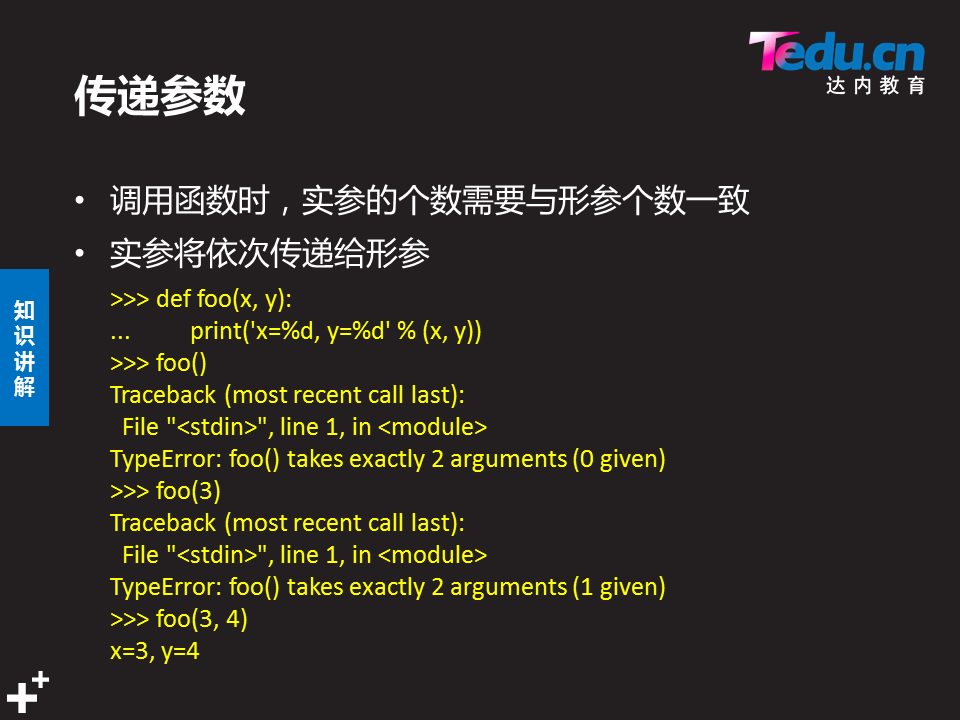 Tedu.cn
达内教育
传递参数
• 调用函数时，实参的个数需要与形参个数一致
• 实参将依次传递给形参
知识讲解
>>> def foo(x, y):
...         print('x=%d, y=%d' % (x, y))
>>> foo()
Traceback (most recent call last):
  File "<stdin>", line 1, in <module>
TypeError: foo() takes exactly 2 arguments (0 given)
>>> foo(3)
Traceback (most recent call last):
  File "<stdin>", line 1, in <module>
TypeError: foo() takes exactly 2 arguments (1 given)
>>> foo(3, 4)
x=3, y=4